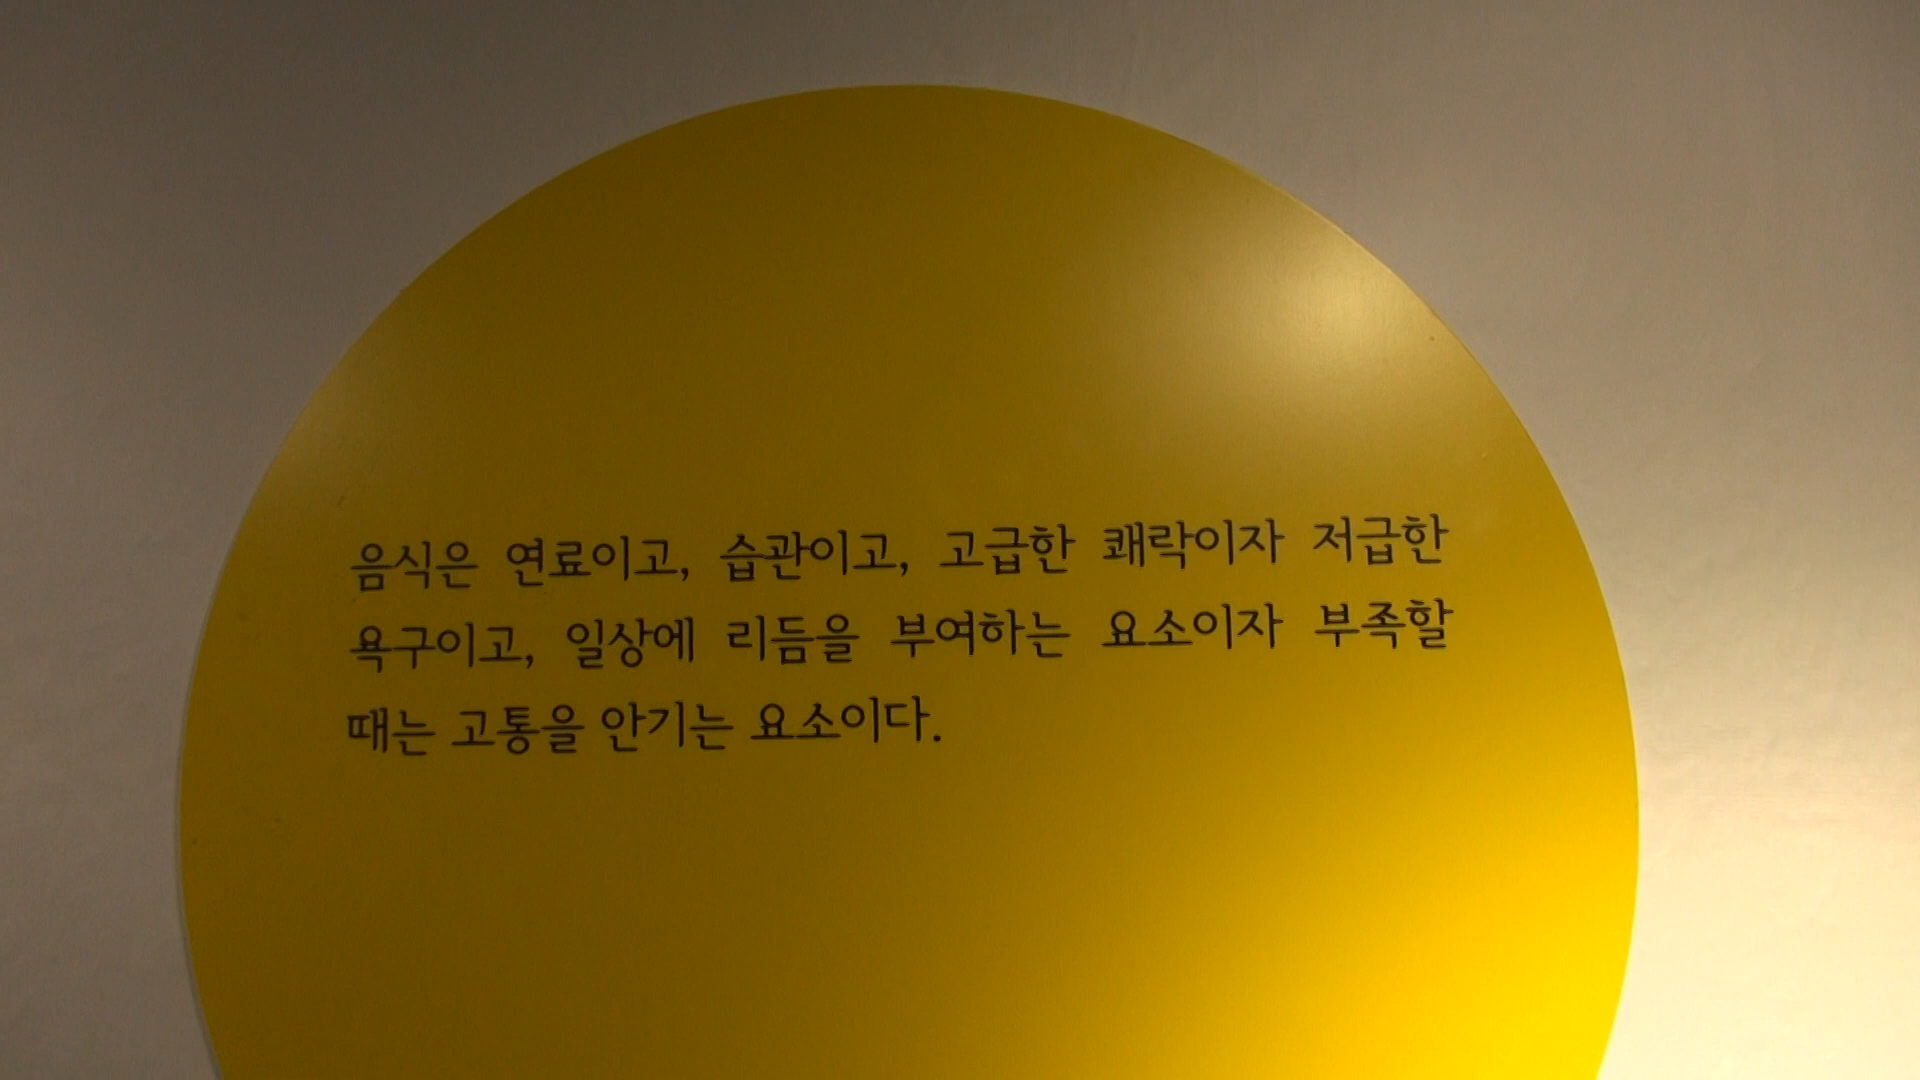 음식은 연료이고, 습관이고, 고급한 쾌락이자 저급한
욕구이고, 일상에 리듬을 부여하는 요소이자 부족할
때는 고통을 안기는 요소이다.